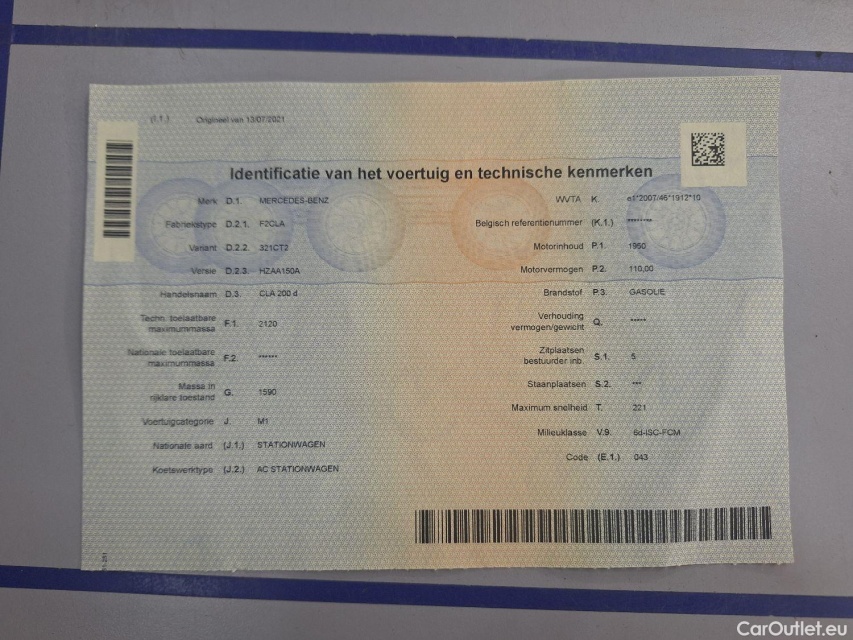 (I.1.) Origineel van 13/07/2021
Identificatie van het voertuig en technische kenmerken
Merk D.1. MERCEDES-BENZ
Fabriekstype D.2.1. F2CLA
Variant D.2.2. 321CT2
Versie D.2.3. HZAA150A
Handelsnaam D.3. CLA 200 d
Techn. toelaatbare
maximummassa F.1. 2120
Nationale toelaatbare
maximummassa F.2. ******
Massa in
rijklare toestand G. 1590
Voertuigcategorie J. M1
Nationale aard (J.1.) STATIONWAGEN
Koetswerktype (J.2.) AC STATIONWAGEN
WVTA K. e1*2007/46*1912*10
Belgisch referentienummer (K.1.) ********
Motorinhoud P.1. 1950
Motorvermogen P.2. 110,00
Brandstof P.3. GASOLIE
Verhouding
vermogen/gewicht Q. *****
Zitplaatsen
bestuurder inb. S.1. 5
Staanplaatsen S.2. ***
Maximum snelheid T. 221
Milieuklasse V.9. 6d-ISC-FCM
Code (E.1.) 043
CarOutlet.eu